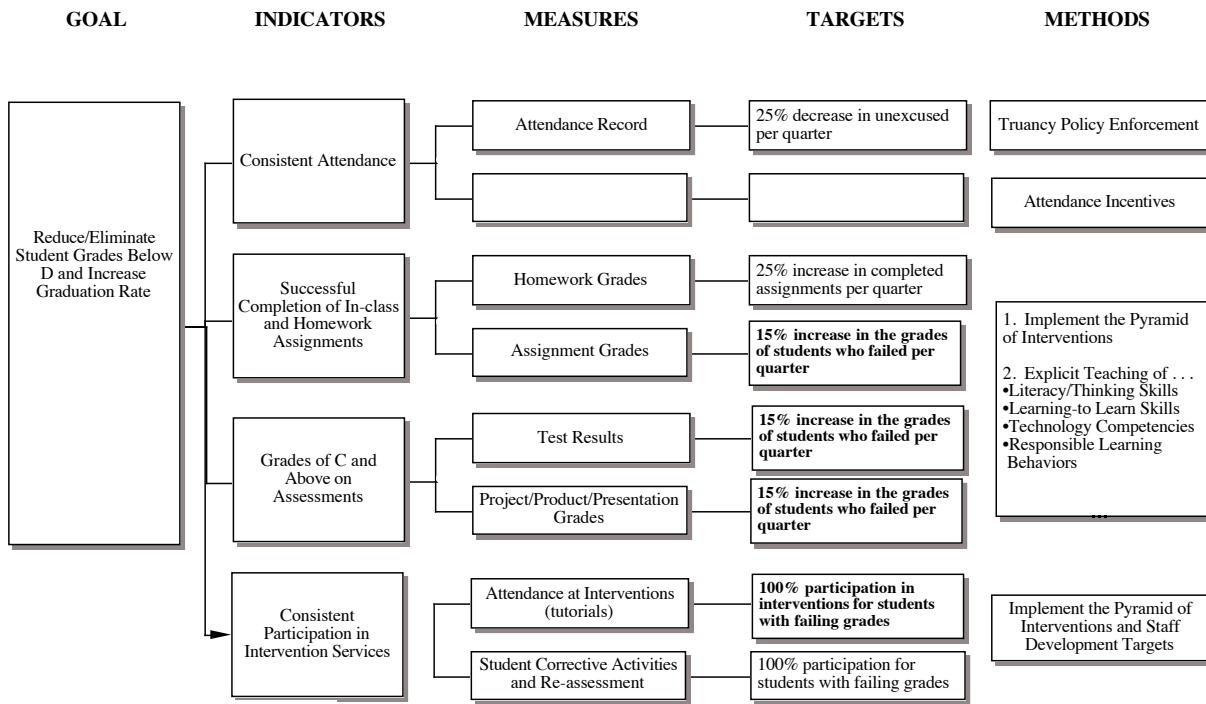 GOAL
INDICATORS
MEASURES
TARGETS
METHODS
Reduce/Eliminate
Student Grades Below
D and Increase
Graduation Rate
Consistent Attendance
Attendance Record
25% decrease in unexcused
per quarter
Truancy Policy Enforcement
Attendance Incentives
Successful
Completion of In-class
and Homework
Assignments
Homework Grades
25% increase in completed
assignments per quarter
Assignment Grades
15% increase in the grades
of students who failed per
quarter
1. Implement the Pyramid
of Interventions
2. Explicit Teaching of . . .
•Literacy/Thinking Skills
•Learning-to Learn Skills
•Technology Competencies
•Responsible Learning
Behaviors
...
Grades of C and
Above on
Assessments
Test Results
15% increase in the grades
of students who failed per
quarter
Project/Product/Presentation
Grades
15% increase in the grades
of students who failed per
quarter
Consistent
Participation in
Intervention Services
Attendance at Interventions
(tutorials)
100% participation in
interventions for students
with failing grades
Student Corrective Activities
and Re-assessment
100% participation for
students with failing grades
Implement the Pyramid of
Interventions and Staff
Development Targets